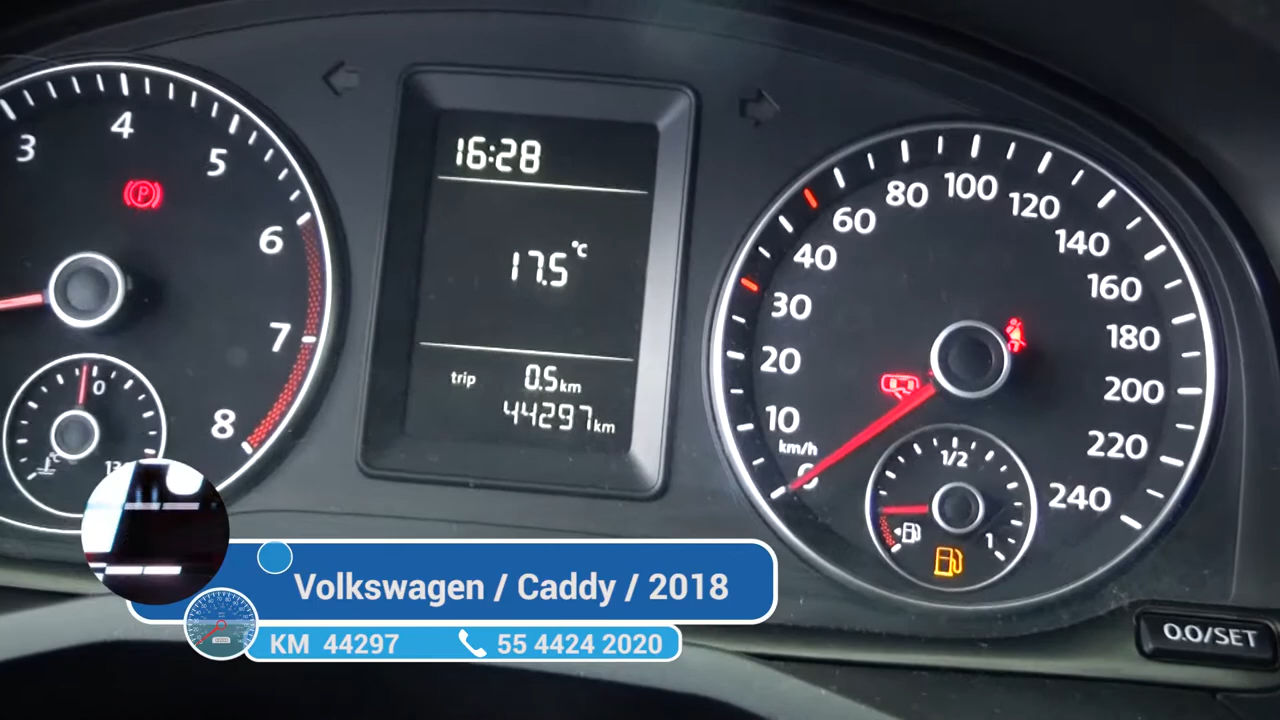 3
4
5
6
7
8
0
P
16:28
17.5°C
trip 0.5km
44297km
0
10
20
30
40
60
80
100
120
140
160
180
200
220
240
km/h
1/2
1
0.0/SET
Volkswagen / Caddy / 2018
KM 44297
55 4424 2020